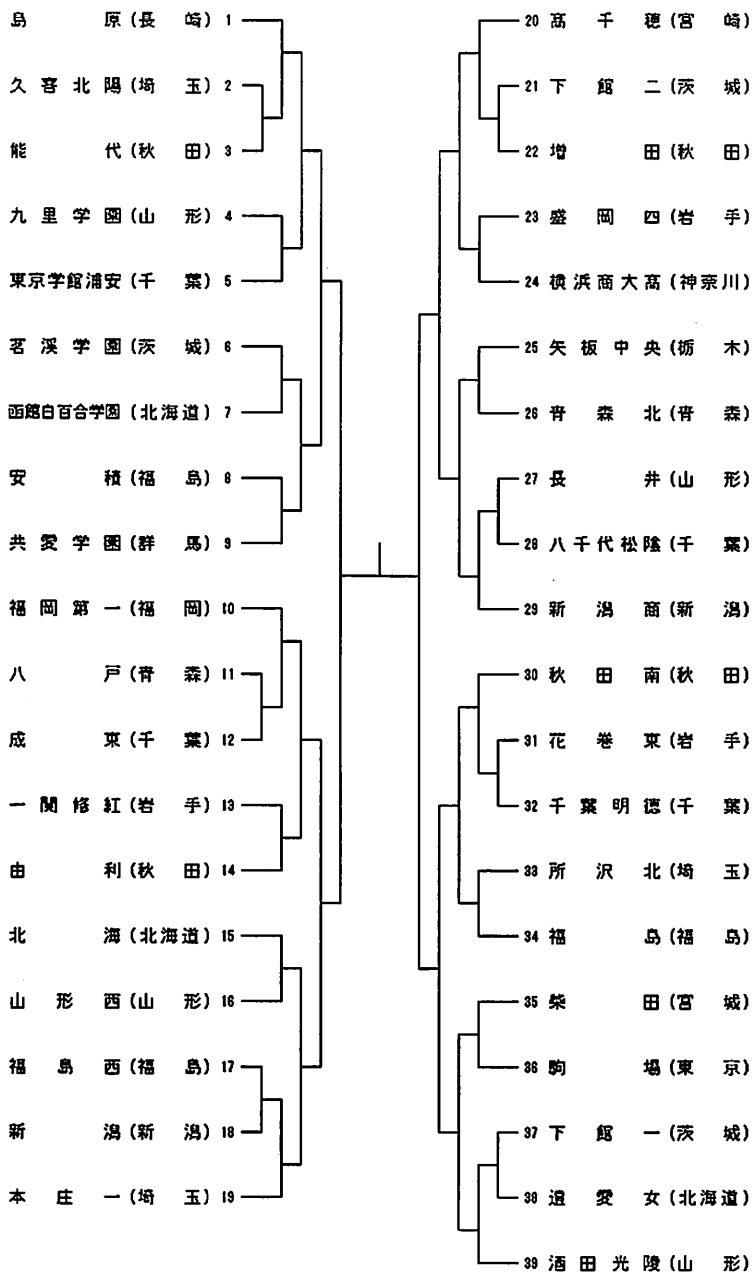 島原(長崎) 1
久喜北陽(埼玉) 2
能代(秋田) 3
九里学園(山形) 4
東京学館浦安(千葉) 5
茗溪学園(茨城) 6
函館白百合学園(北海道) 7
安積(福島) 8
共愛学園(群馬) 9
福岡第一(福岡) 10
八戸(青森) 11
成東(千葉) 12
一関修紅(岩手) 13
由利(秋田) 14
北海(北海道) 15
山形西(山形) 16
福島西(福島) 17
新潟(新潟) 18
本庄一(埼玉) 19
20 高千穂(宮崎)
21 下館二(茨城)
22 増田(秋田)
23 盛岡四(岩手)
24 横浜商大高(神奈川)
25 矢板中央(栃木)
26 青森北(青森)
27 長井(山形)
28 八千代松陰(千葉)
29 新潟商(新潟)
30 秋田南(秋田)
31 花巻東(岩手)
32 千葉明徳(千葉)
33 所沢北(埼玉)
34 福島(福島)
35 柴田(宮城)
36 駒場(東京)
37 下館一(茨城)
38 遺愛女(北海道)
39 酒田光陵(山形)